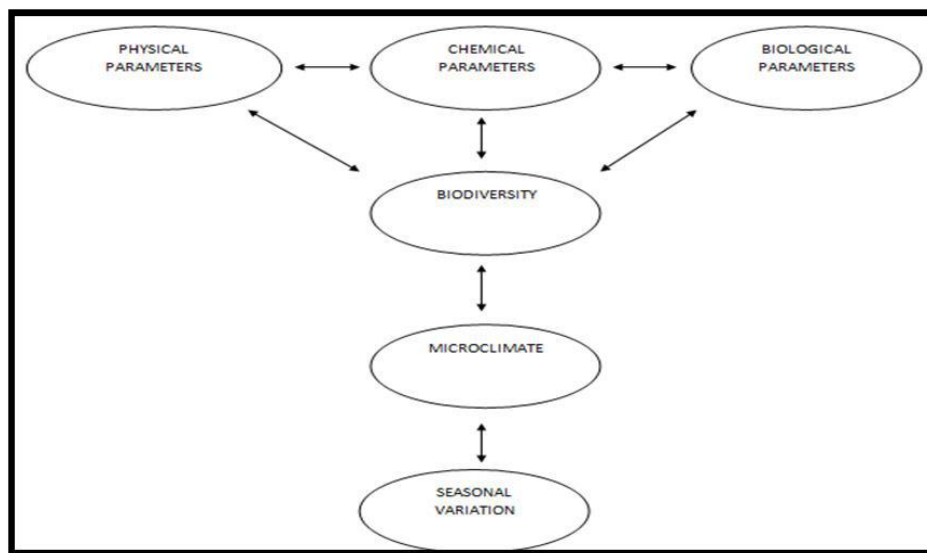 PHYSICAL
PARAMETERS
CHEMICAL
PARAMETERS
BIOLOGICAL
PARAMETERS
BIODIVERSITY
MICROCLIMATE
SEASONAL
VARIATION